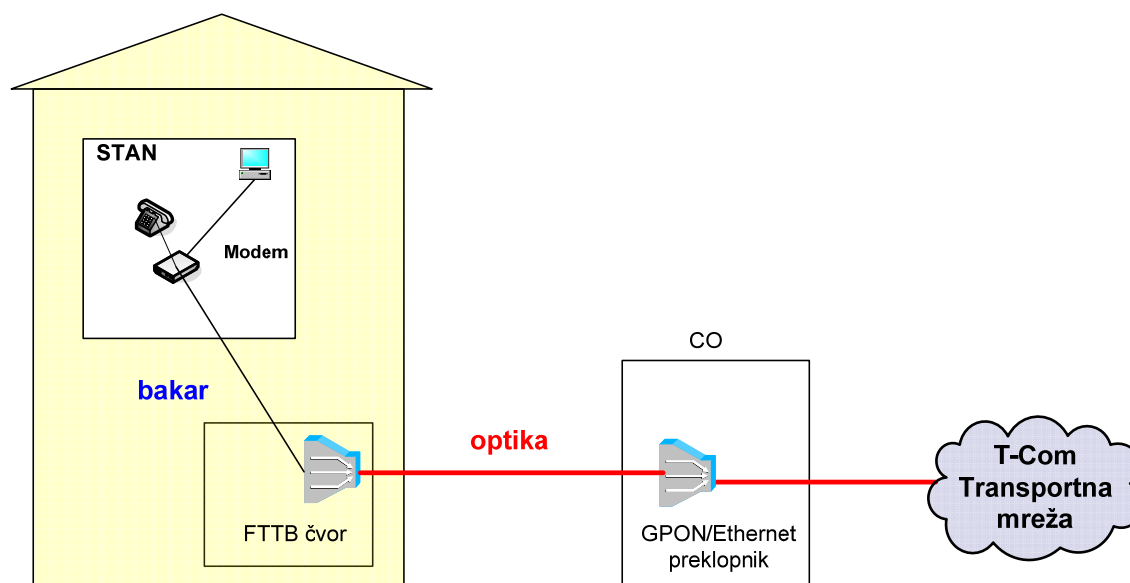 STAN
Modem
bakar
FTTB čvor
optika
CO
GPON/Ethernet
preklopnik
T-Com
Transportna
mreža